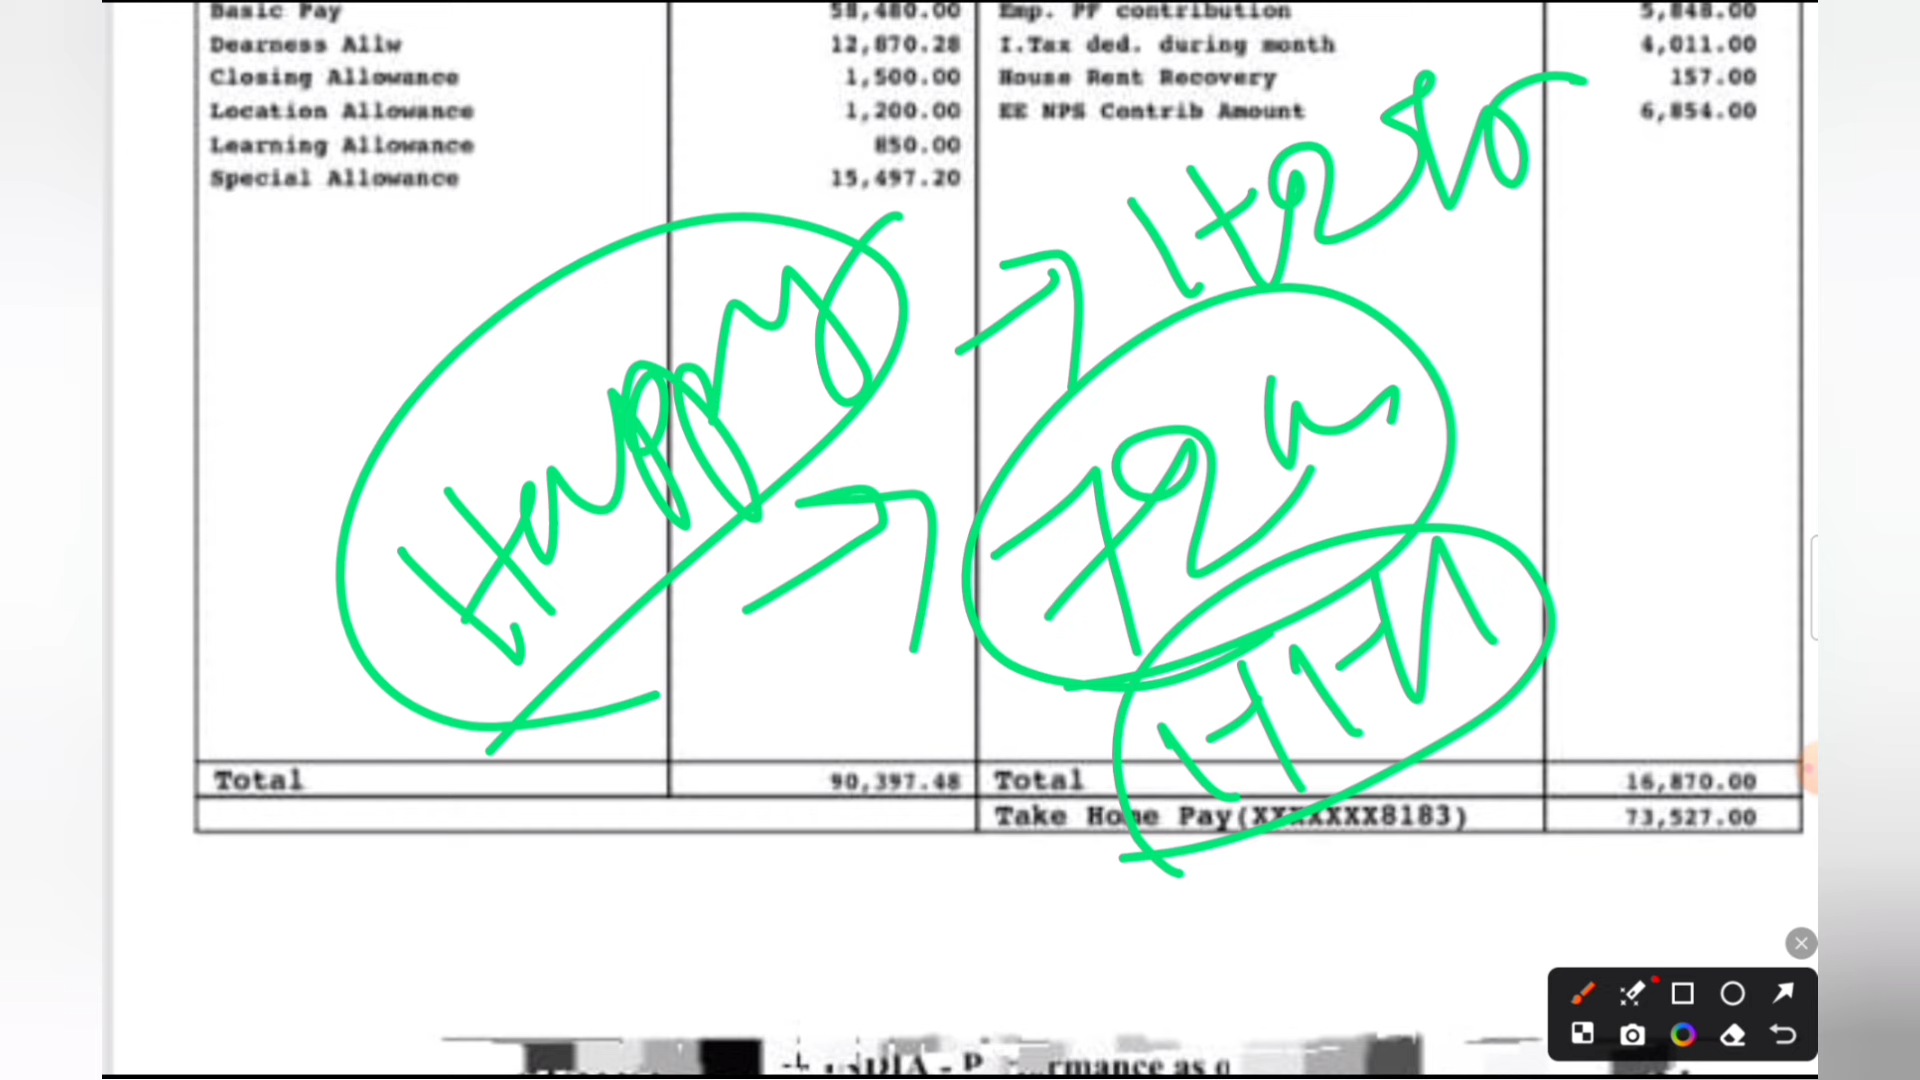 Basic Pay 58,480.00 Emp. PF contribution 5,848.00
Dearness Allw 12,870.28 I.Tax ded. during month 4,011.00
Closing Allowance 1,500.00 House Rent Recovery 157.00
Location Allowance 1,200.00 EE NPS Contrib Amount 6,854.00
Learning Allowance 850.00
Special Allowance 15,497.20
Happy
Total 90,397.48 Total 16,870.00
Take Home Pay(XXXXXXX8183) 73,527.00